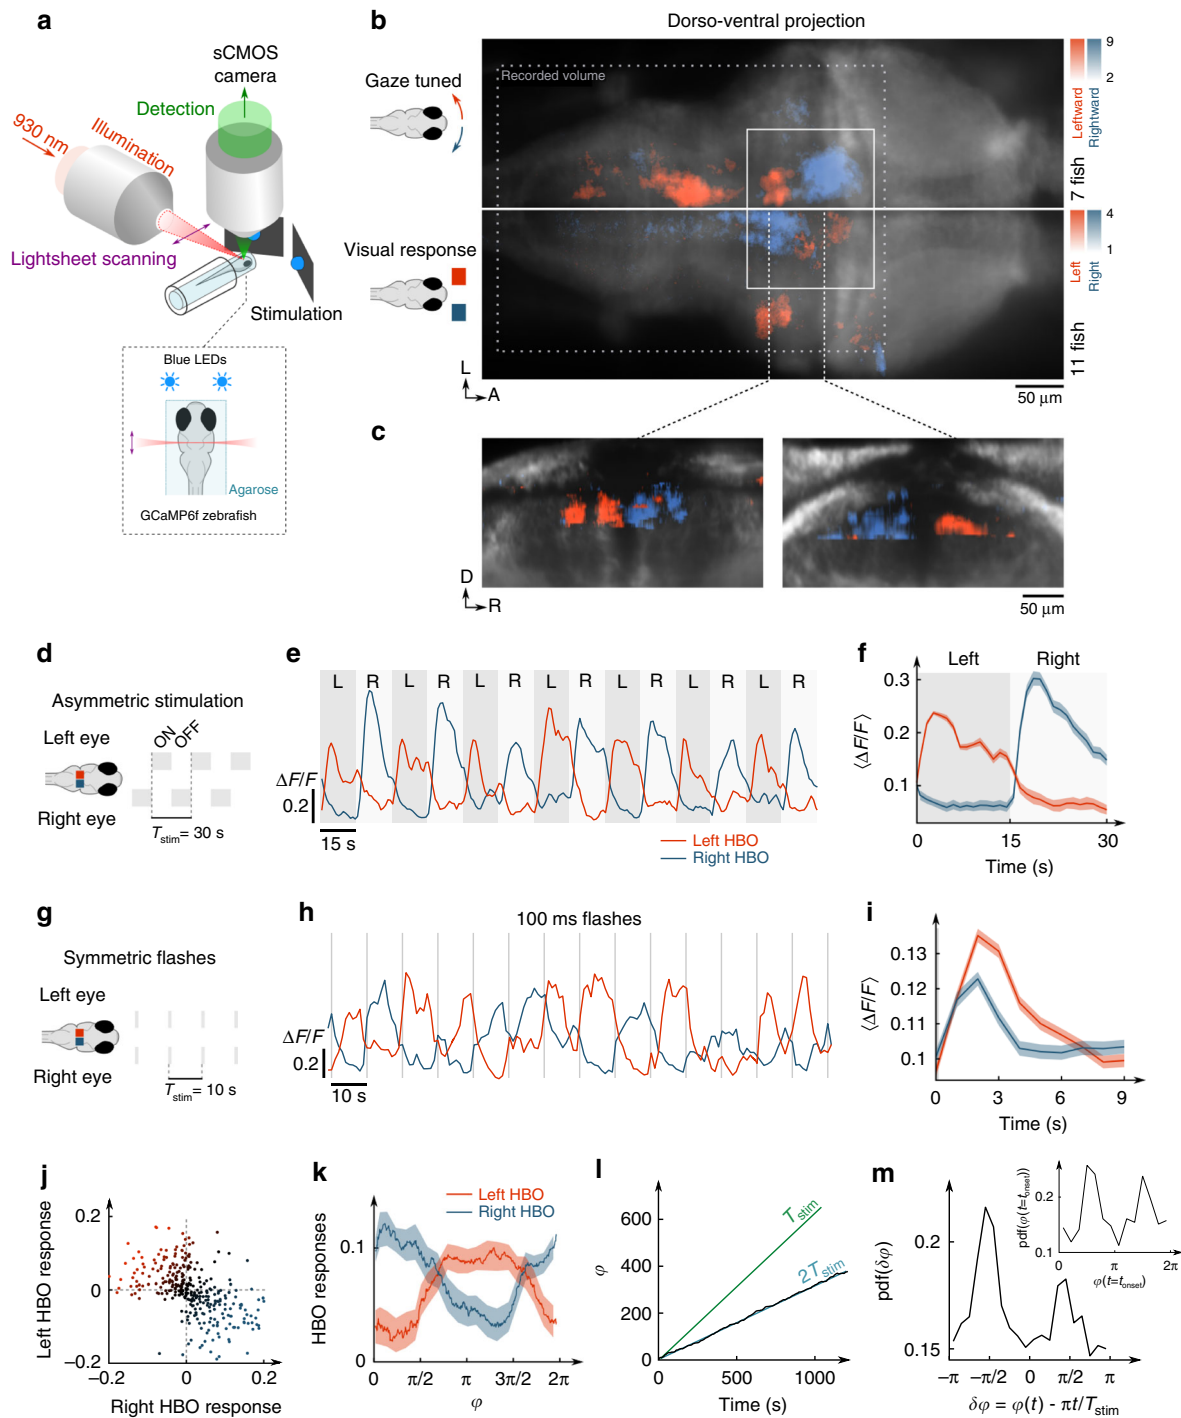 a
sCMOS
camera
Detection
930 nm
Illumination
Lightsheet scanning
Stimulation
Blue LEDs
Agarose
GCaMP6f zebrafish
b
Dorso-ventral projection
Gaze tuned
Recorded volume
9
2
Leftward
Rightward
7 fish
Visual response
4
1
Left
Right
11 fish
L
A
50 μm
c
D
R
50 μm
d
Asymmetric stimulation
ON
OFF
Left eye
Right eye
Tstim= 30 s
e
L R L R L R L R L R L R L R
ΔF/F
0.2
15 s
Left HBO
Right HBO
f
Left
Right
0.3
0.2
0.1
⟨ΔF/F⟩
0 15 30
Time (s)
g
Symmetric flashes
Left eye
Right eye
Tstim= 10 s
h
100 ms flashes
ΔF/F
0.2
10 s
i
0.13
0.12
0.11
0.1
⟨ΔF/F⟩
0 3 6 9
Time (s)
j
0.2
0
−0.2
Left HBO response
−0.2 0 0.2
Right HBO response
k
Left HBO
Right HBO
0.1
0
HBO responses
0 π/2 π 3π/2 2π
φ
l
600
400
200
0
φ
Tstim
2Tstim
0 500 1000
Time (s)
m
0.2
0.15
pdf(δφ)
−π −π/2 0 π/2 π
δφ = φ(t) - πt/Tstim
pdf(φ(t=tonset))
0.2
0.1
0 π 2π
φ(t=tonset)